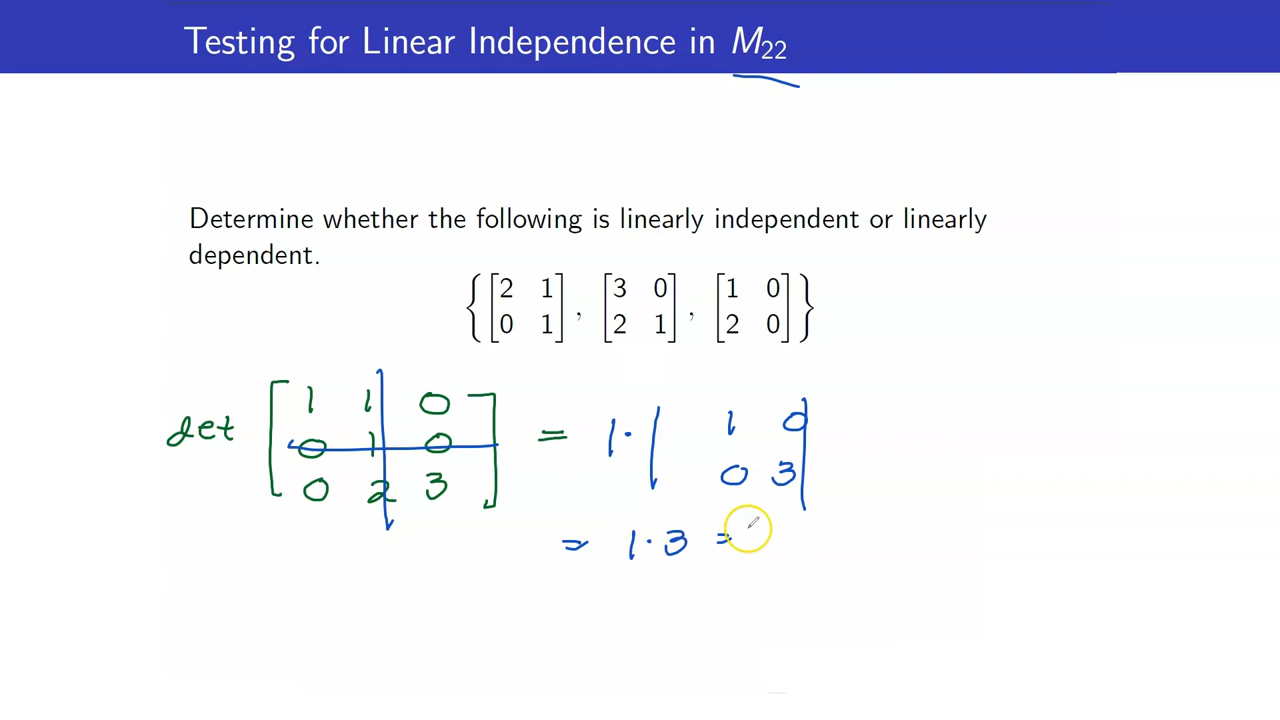 Testing for Linear Independence in M22
Determine whether the following is linearly independent or linearly
dependent.
{[2 1; 0 1], [3 0; 2 1], [1 0; 2 0]}
det [1 1 0; 0 1 0; 0 2 3] = 1· |1 0; 0 3|
= 1·3 =